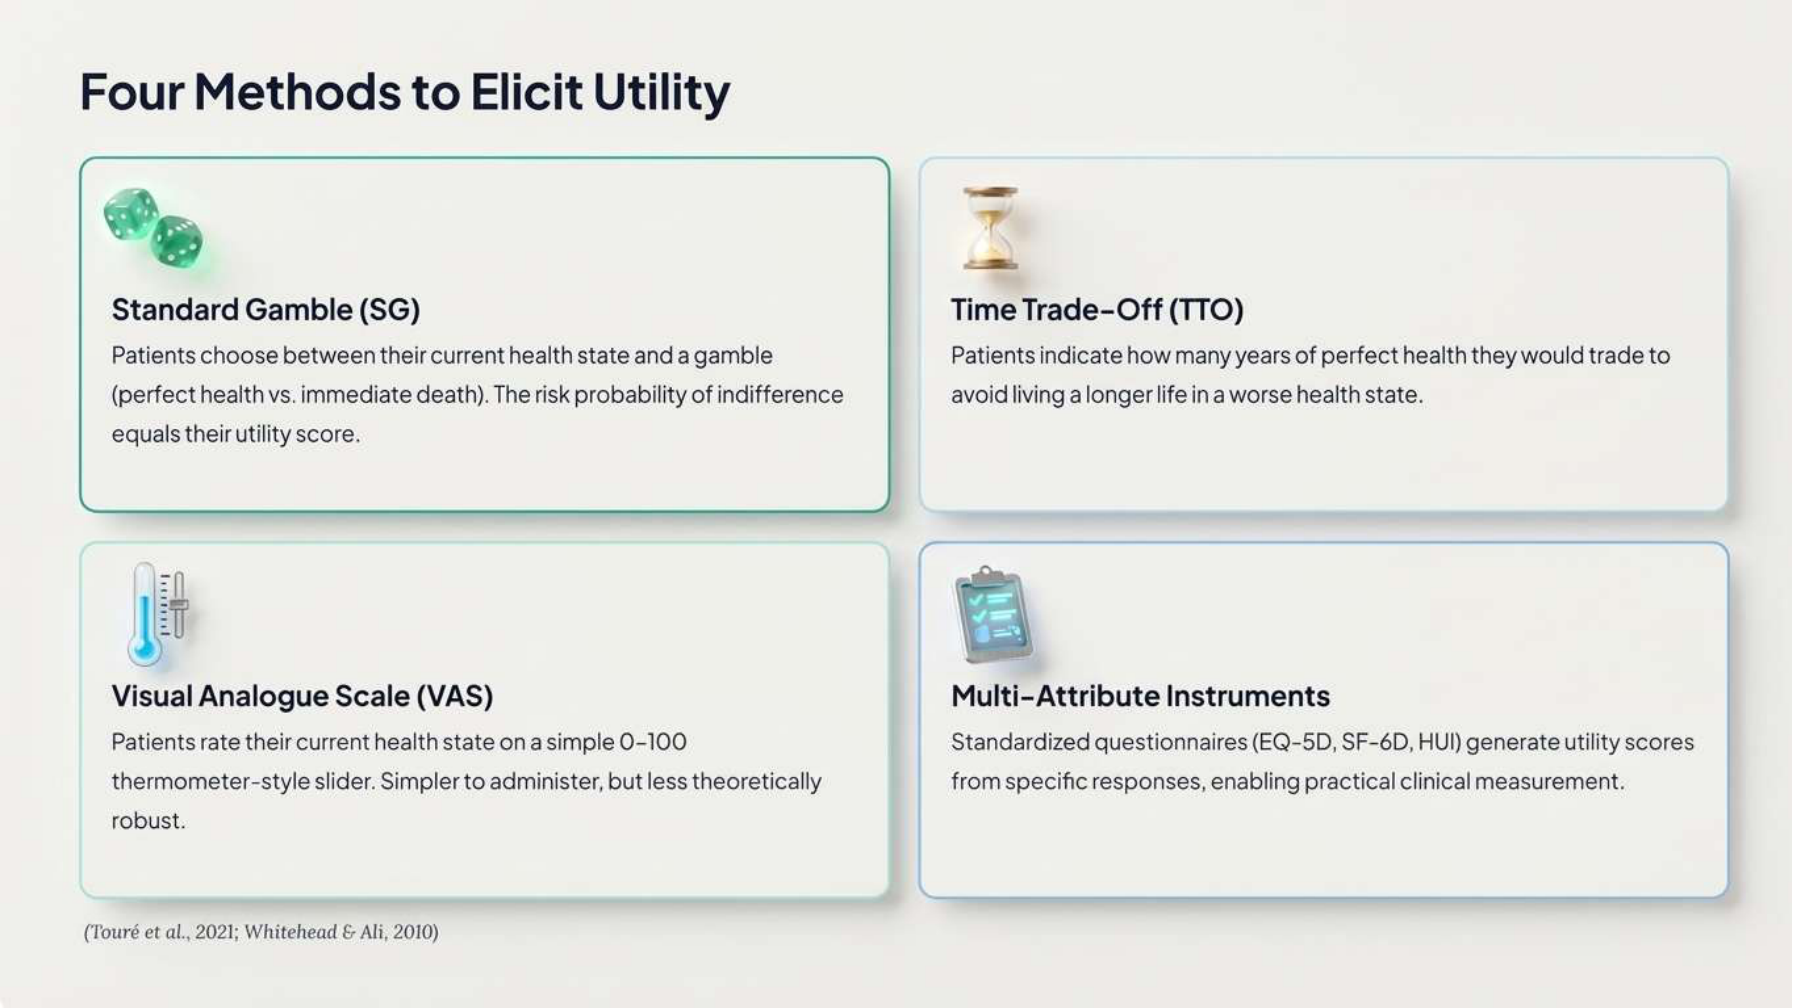 Four Methods to Elicit Utility
Standard Gamble (SG)
Patients choose between their current health state and a gamble
(perfect health vs. immediate death). The risk probability of indifference
equals their utility score.
Time Trade-Off (TTO)
Patients indicate how many years of perfect health they would trade to
avoid living a longer life in a worse health state.
Visual Analogue Scale (VAS)
Patients rate their current health state on a simple 0-100
thermometer-style slider. Simpler to administer, but less theoretically
robust.
Multi-Attribute Instruments
Standardized questionnaires (EQ-5D, SF-6D, HUI) generate utility scores
from specific responses, enabling practical clinical measurement.
(Touré et al., 2021; Whitehead & Ali, 2010)